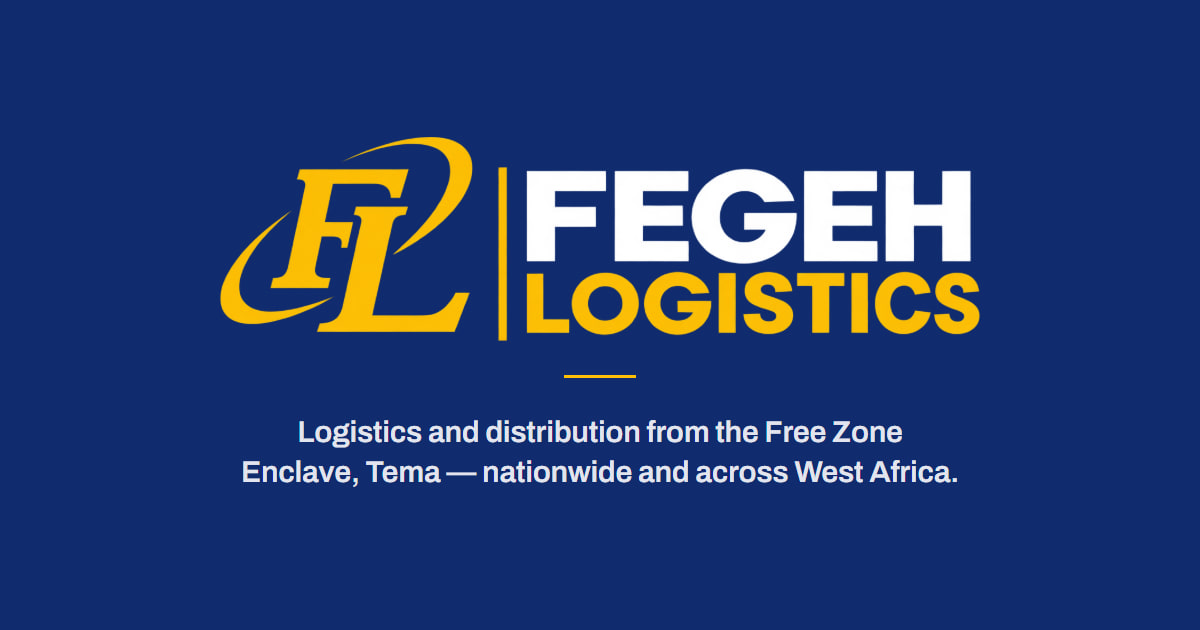 FL
FEGEH
LOGISTICS
Logistics and distribution from the Free Zone
Enclave, Tema — nationwide and across West Africa.